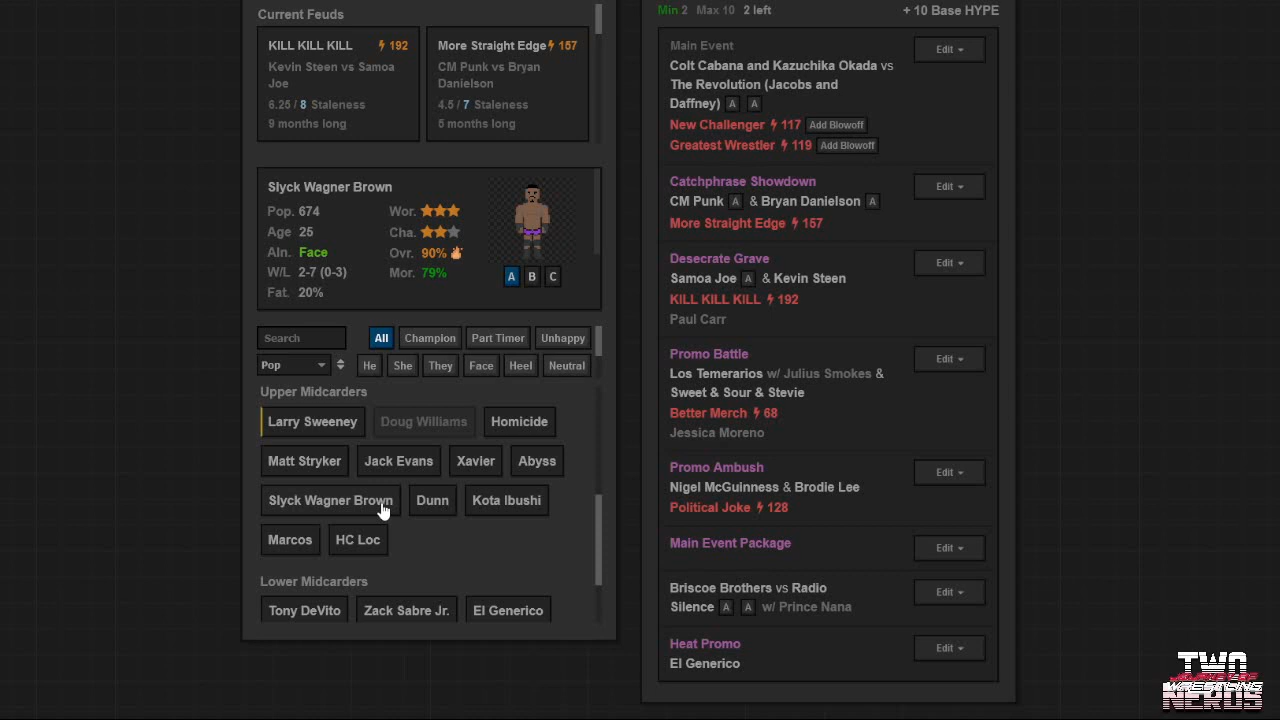 Current Feuds
KILL KILL KILL 192
Kevin Steen vs Samoa
Joe
6.25 / 8 Staleness
9 months long
More Straight Edge 157
CM Punk vs Bryan
Danielson
4.5 / 7 Staleness
5 months long
Slyck Wagner Brown
Pop. 674
Age 25
Aln. Face
W/L 2-7 (0-3)
Fat. 20%
Wor.
Cha.
Ovr. 90%
Mor. 79%
A B C
Search
All Champion Part Timer Unhappy
Pop
He She They Face Heel Neutral
Upper Midcarders
Larry Sweeney Doug Williams Homicide
Matt Stryker Jack Evans Xavier Abyss
Slyck Wagner Brown Dunn Kota Ibushi
Marcos HC Loc
Lower Midcarders
Tony DeVito Zack Sabre Jr. El Generico
Min 2 Max 10 2 left + 10 Base HYPE
Main Event Edit
Colt Cabana and Kazuchika Okada vs
The Revolution (Jacobs and
Daffney) A A
New Challenger 117 Add Blowoff
Greatest Wrestler 119 Add Blowoff
Catchphrase Showdown Edit
CM Punk A & Bryan Danielson A
More Straight Edge 157
Desecrate Grave Edit
Samoa Joe A & Kevin Steen
KILL KILL KILL 192
Paul Carr
Promo Battle Edit
Los Temerarios w/ Julius Smokes &
Sweet & Sour & Stevie
Better Merch 68
Jessica Moreno
Promo Ambush Edit
Nigel McGuinness & Brodie Lee
Political Joke 128
Main Event Package Edit
Briscoe Brothers vs Radio Edit
Silence A A w/ Prince Nana
Heat Promo Edit
El Generico
TWO
WRESTLING
NERDS